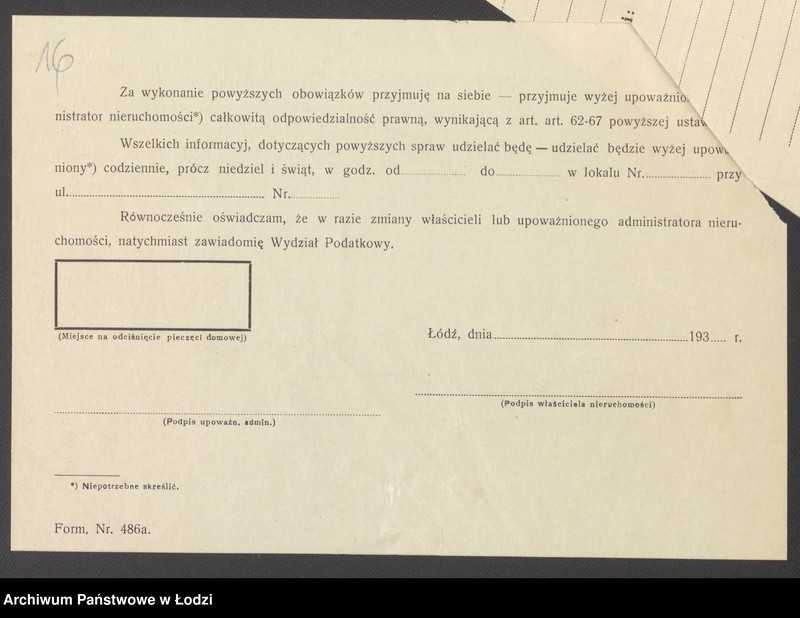 16
Za wykonanie powyższych obowiązków przyjmuję na siebie — przyjmuje wyżej
nistrator nieruchomości*) całkowitą odpowiedzialność prawną, wynikającą z art. art. 62-67 powyższej
Wszelkich informacyj, dotyczących powyższych spraw udzielać będę — udzielać będzie wyżej
niony*) codziennie, prócz niedziel i świąt, w godz. od.................... do.................... w lokalu Nr..................... przy
ul............................................................... Nr................
Równocześnie oświadczam, że w razie zmiany właścicieli lub upoważnionego administratora nieru-
chomości, natychmiast zawiadomię Wydział Podatkowy.
(Miejsce na odciśnięcie pieczęci domowej)
Łódź, dnia............................................................193..... r.
(Podpis właściciela nieruchomości)
(Podpis upoważn. admin.)
*) Niepotrzebne skreślić.
Form. Nr. 486a.
Archiwum Państwowe w Łodzi